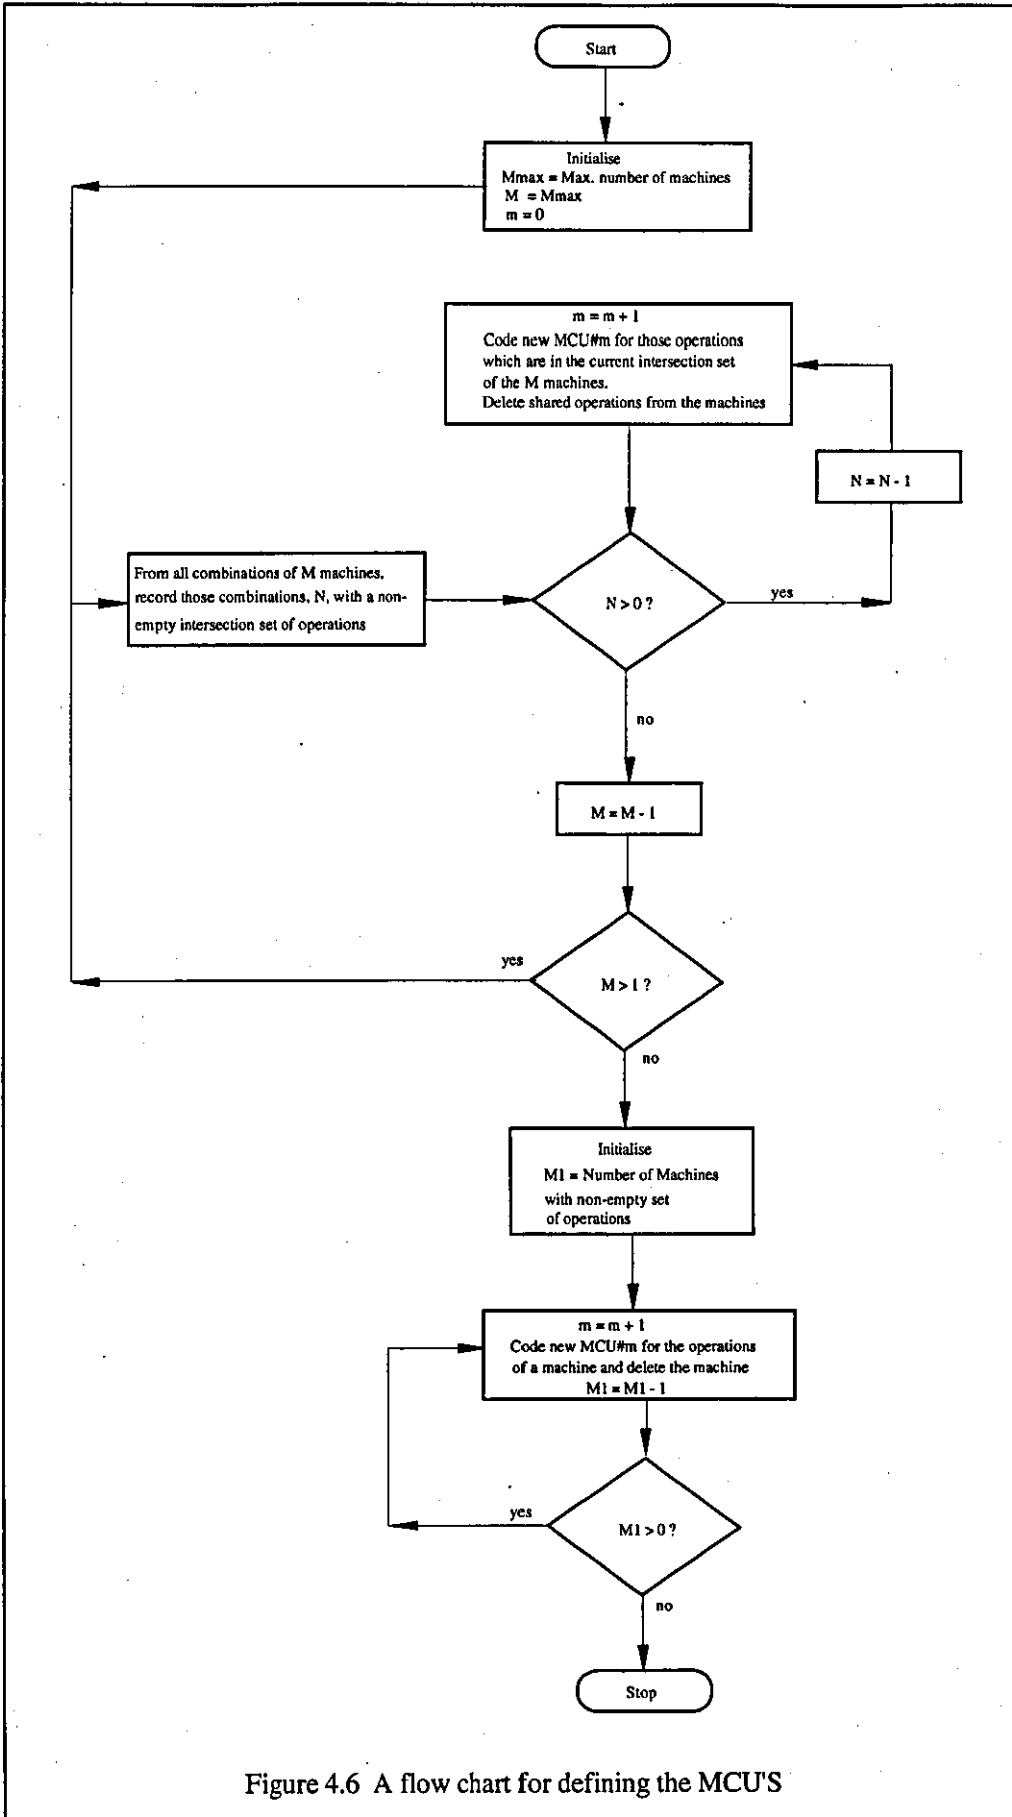 Start
Initialise
Mmax = Max. number of machines
M = Mmax
m = 0
m = m + 1
Code new MCU#m for those operations
which are in the current intersection set
of the M machines.
Delete shared operations from the machines
N = N - 1
From all combinations of M machines,
record those combinations, N, with a non-
empty intersection set of operations
N > 0 ?
yes
no
M = M - 1
yes
M > 1 ?
no
Initialise
M1 = Number of Machines
with non-empty set
of operations
m = m + 1
Code new MCU#m for the operations
of a machine and delete the machine
M1 = M1 - 1
yes
M1 > 0 ?
no
Stop
Figure 4.6 A flow chart for defining the MCU'S